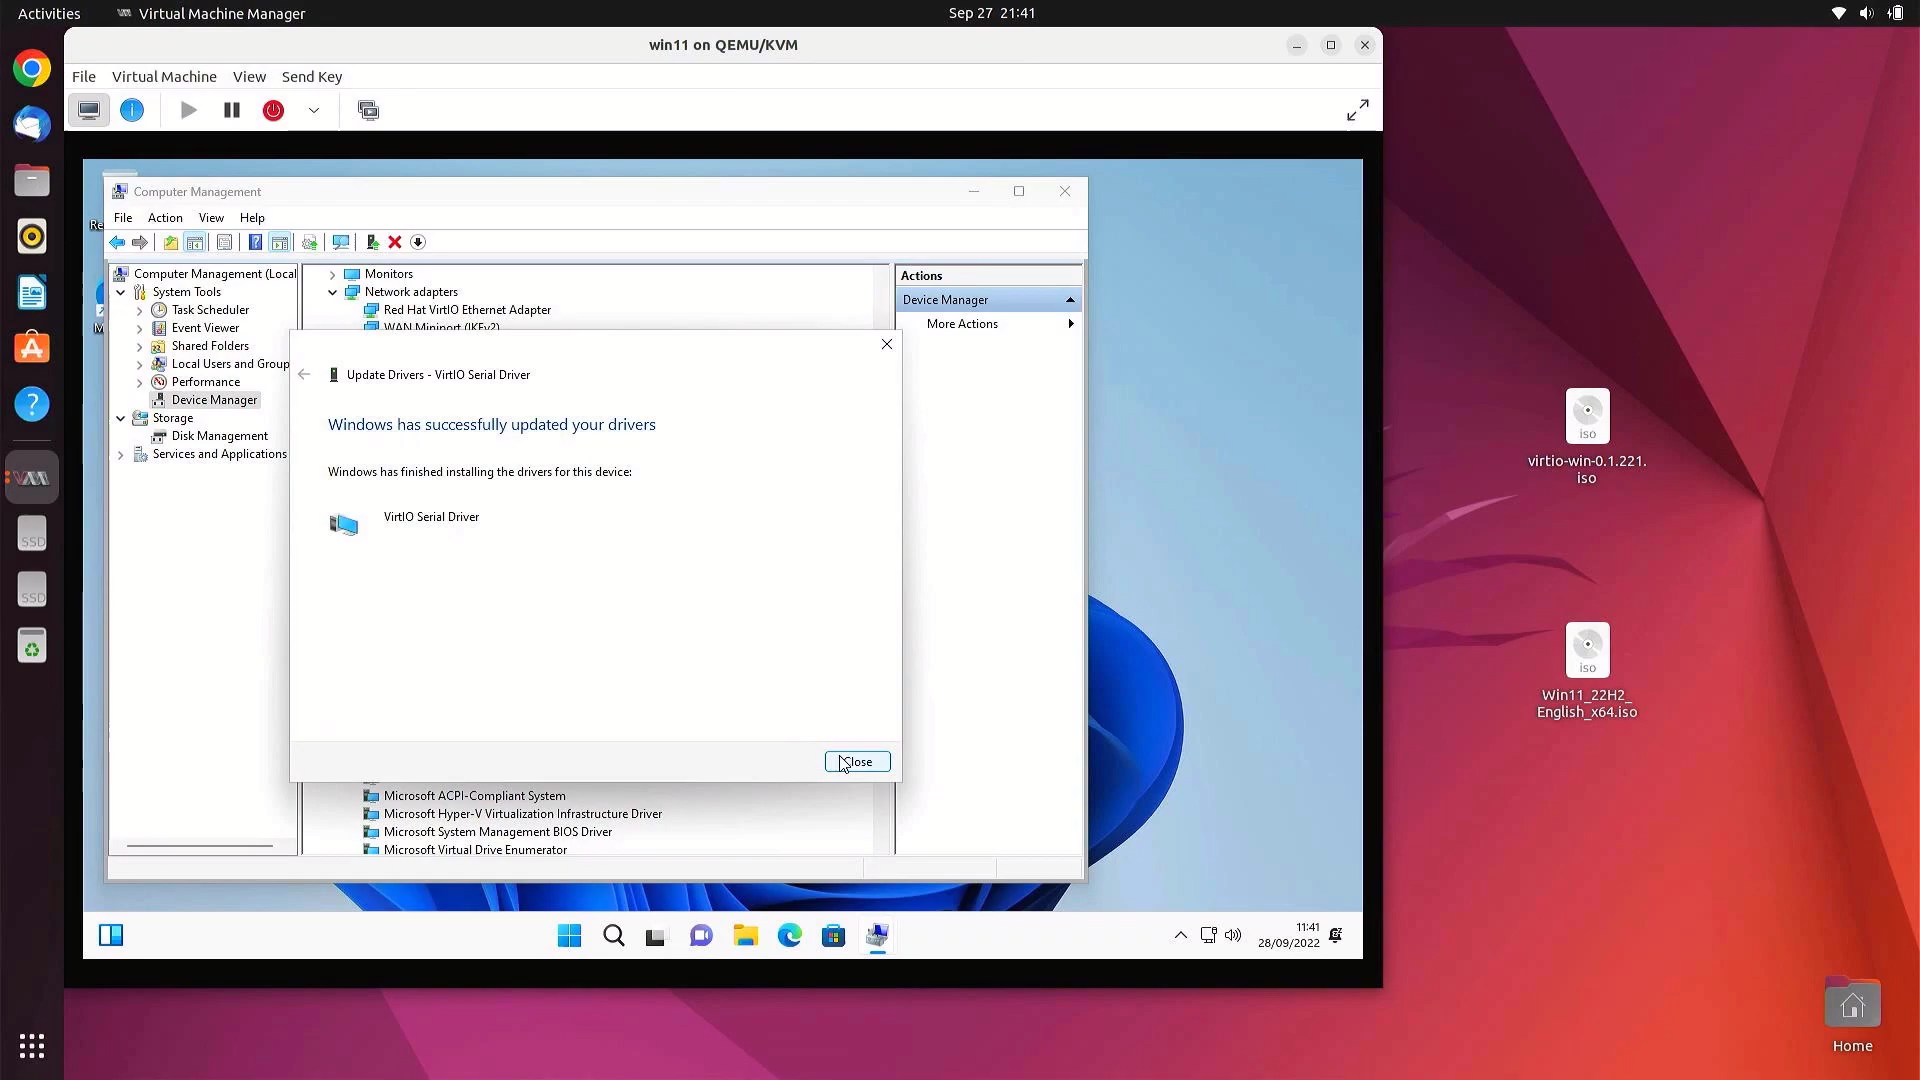 Activities
Virtual Machine Manager
Sep 27 21:41
win11 on QEMU/KVM
File Virtual Machine View Send Key
Computer Management
File Action View Help
Computer Management (Local
System Tools
Task Scheduler
Event Viewer
Shared Folders
Local Users and Group
Performance
Device Manager
Storage
Disk Management
Services and Applications
Monitors
Network adapters
Red Hat VirtIO Ethernet Adapter
WAN Miniport (IKEv2)
Actions
Device Manager
More Actions
Update Drivers - VirtIO Serial Driver
Windows has successfully updated your drivers
Windows has finished installing the drivers for this device:
VirtIO Serial Driver
Close
Microsoft ACPI-Compliant System
Microsoft Hyper-V Virtualization Infrastructure Driver
Microsoft System Management BIOS Driver
Microsoft Virtual Drive Enumerator
11:41
28/09/2022
SSD
SSD
iso
virtio-win-0.1.221.
iso
iso
Win11_22H2_
English_x64.iso
Home